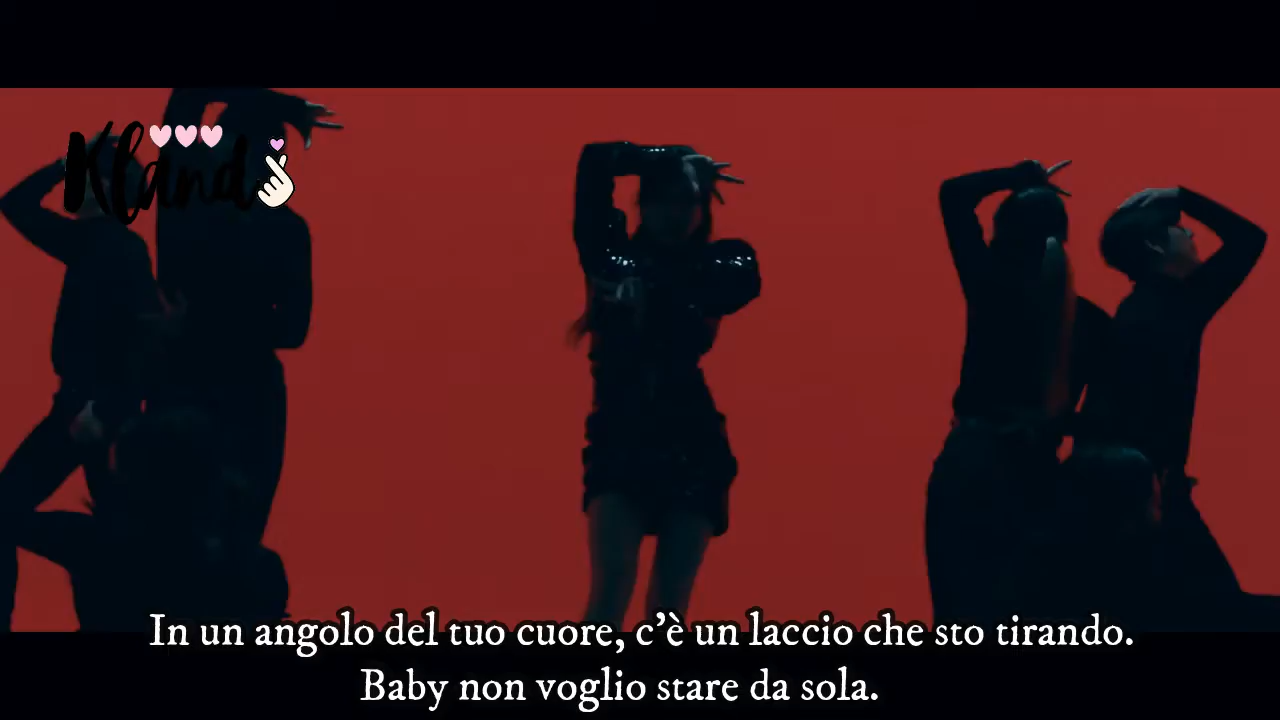 Kland
In un angolo del tuo cuore, c'è un laccio che sto tirando.
Baby non voglio stare da sola.